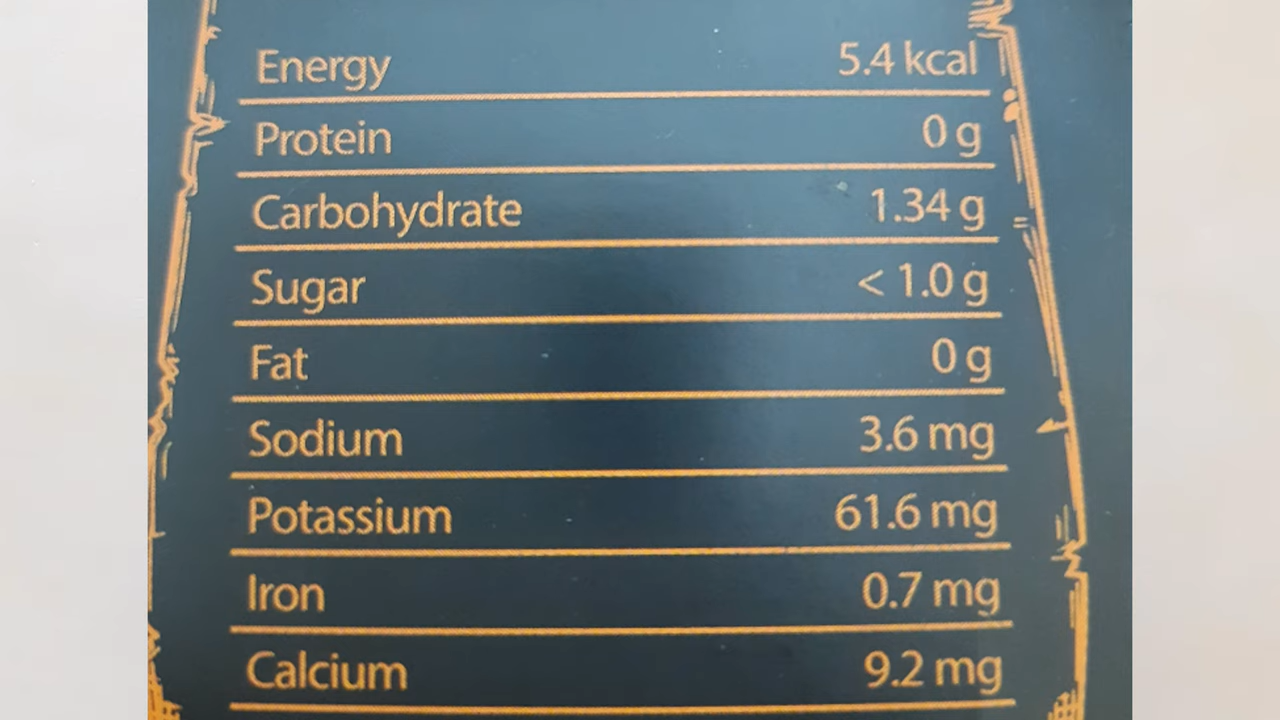 Energy 5.4 kcal
Protein 0 g
Carbohydrate 1.34 g
Sugar < 1.0 g
Fat 0 g
Sodium 3.6 mg
Potassium 61.6 mg
Iron 0.7 mg
Calcium 9.2 mg